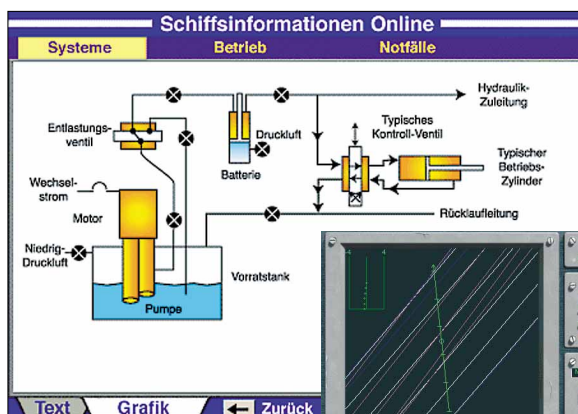 Schiffsinformationen Online
Systeme
Betrieb
Notfälle
Hydraulik-
Zuleitung
Typisches
Kontroll-Ventil
Entlastungs-
ventil
Druckluft
Batterie
Typischer
Betriebs-
Zylinder
Wechsel-
strom
Motor
Rücklaufleitung
Niedrig-
Druckluft
Vorratstank
Pumpe
Text
Grafik
Zurück